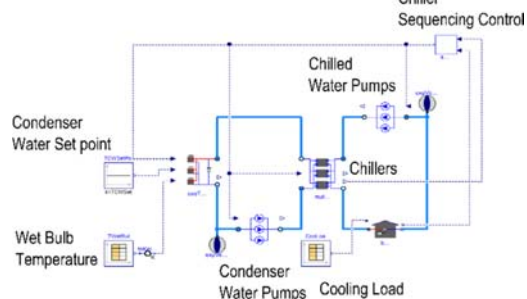 Chiller
Sequencing Control
Chilled
Water Pumps
Condenser
Water Set point
Chillers
Wet Bulb
Temperature
Condenser
Water Pumps
Cooling Load